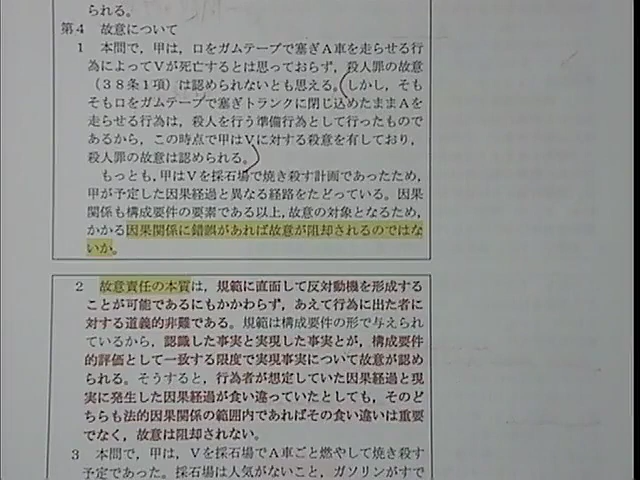 られる。
第4 故意について
1 本問で，甲は，口をガムテープで塞ぎA車を走らせる行
為によってVが死亡するとは思っておらず，殺人罪の故意
（38条1項）は認められないとも思える。しかし，そも
そも口をガムテープで塞ぎトランクに閉じ込めたままAを
走らせる行為は，殺人を行う準備行為として行ったもので
あるから，この時点で甲はVに対する殺意を有しており，
殺人罪の故意は認められる。
もっとも，甲はVを採石場で焼き殺す計画であったため，
甲が予定した因果経過と異なる経路をたどっている。因果
関係も構成要件の要素である以上，故意の対象となるため，
かかる因果関係に錯誤があれば故意が阻却されるのではな
いか。
2 故意責任の本質は，規範に直面して反対動機を形成する
ことが可能であるにもかかわらず，あえて行為に出た者に
対する道義的非難である。規範は構成要件の形で与えられ
ているから，認識した事実と実現した事実とが，構成要件
的評価として一致する限度で実現事実について故意が認め
られる。そうすると，行為者が想定していた因果経過と現
実に発生した因果経過が食い違っていたとしても，そのど
ちらも法的因果関係の範囲内であればその食い違いは重要
でなく，故意は阻却されない。
3 本問で，甲は，Vを採石場でA車ごと燃やして焼き殺す
予定であった。採石場は人気がないこと，ガソリンがすで